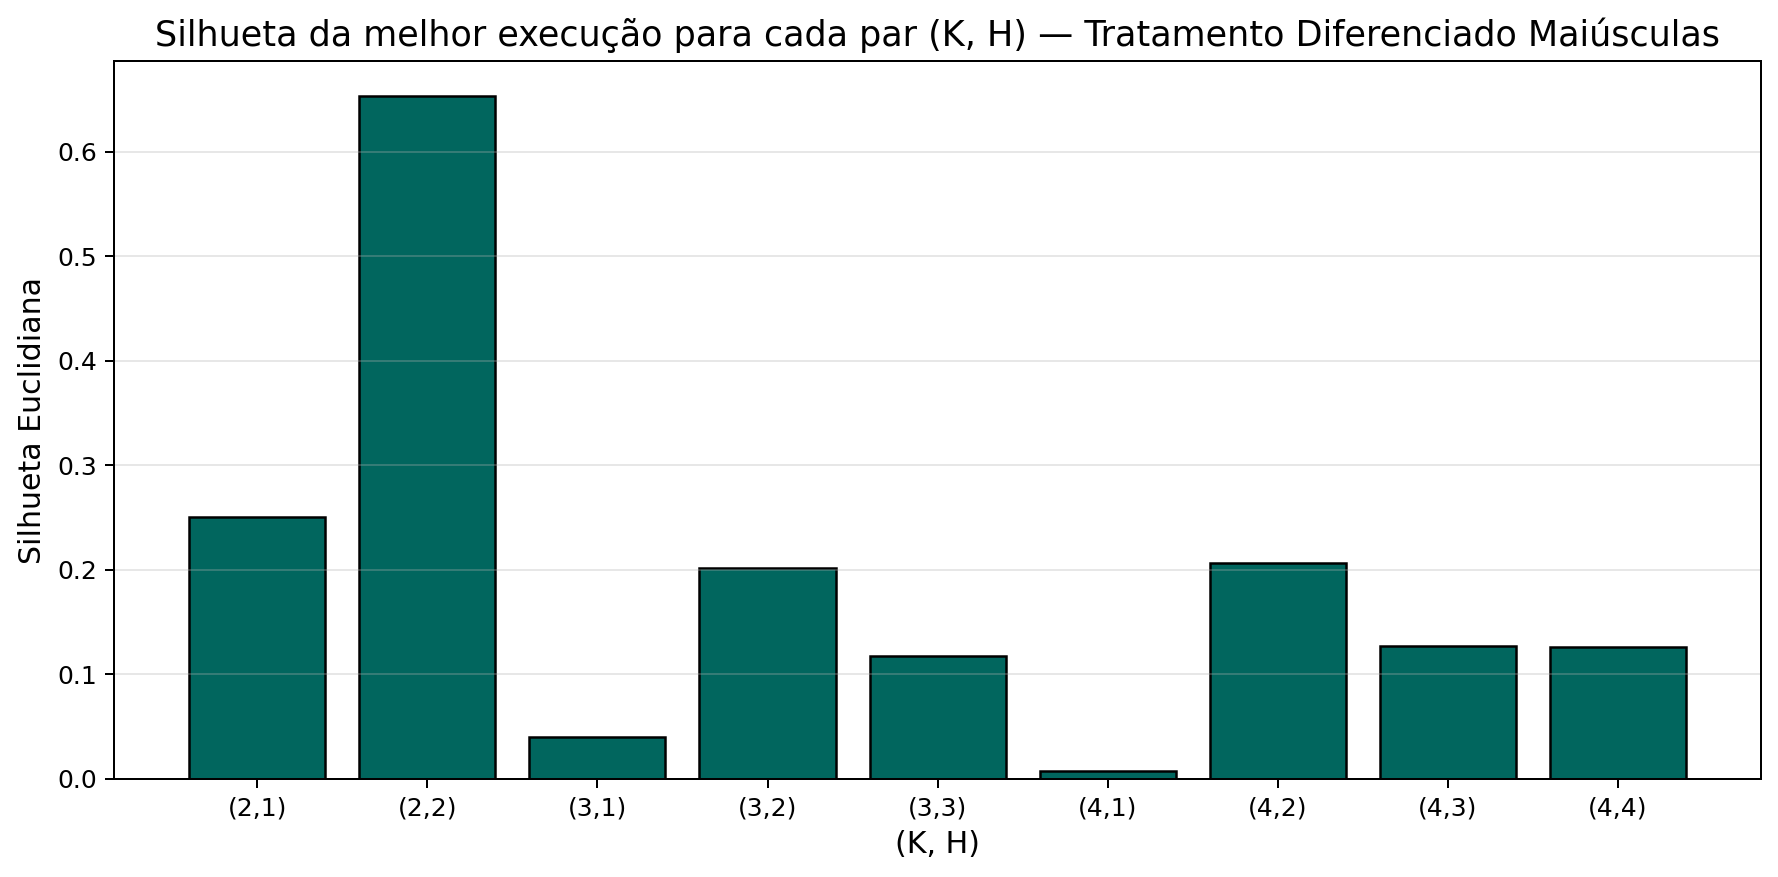 Silhueta da melhor execução para cada par (K, H) — Tratamento Diferenciado Maiúsculas
Silhueta Euclidiana
0.6
0.5
0.4
0.3
0.2
0.1
0.0
(2,1) (2,2) (3,1) (3,2) (3,3) (4,1) (4,2) (4,3) (4,4)
(K, H)